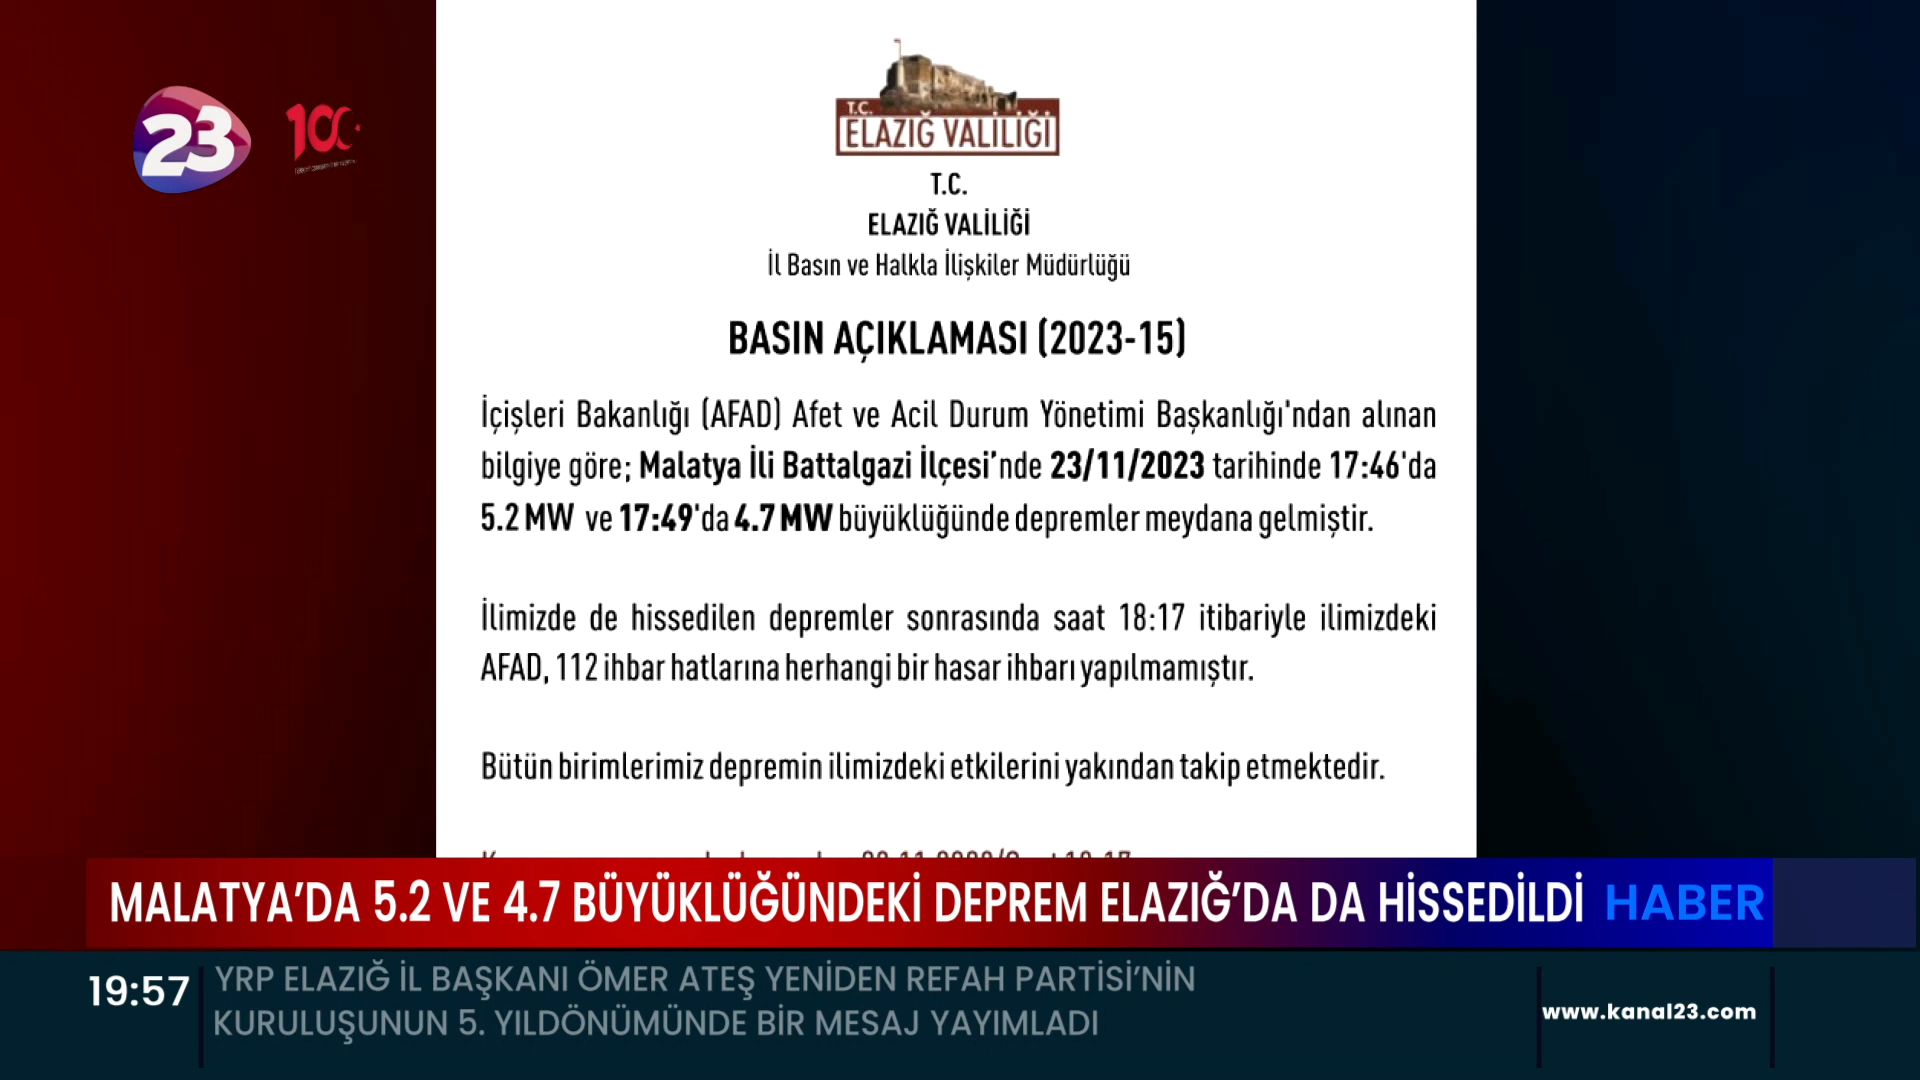 23
100
T.C.
ELAZIĞ VALİLİĞİ
T.C.
ELAZIĞ VALİLİĞİ
İl Basın ve Halkla İlişkiler Müdürlüğü
BASIN AÇIKLAMASI (2023-15)
İçişleri Bakanlığı (AFAD) Afet ve Acil Durum Yönetimi Başkanlığı'ndan alınan
bilgiye göre; Malatya İli Battalgazi İlçesi'nde 23/11/2023 tarihinde 17:46'da
5.2 MW ve 17:49'da 4.7 MW büyüklüğünde depremler meydana gelmiştir.
İlimizde de hissedilen depremler sonrasında saat 18:17 itibariyle ilimizdeki
AFAD, 112 ihbar hatlarına herhangi bir hasar ihbarı yapılmamıştır.
Bütün birimlerimiz depremin ilimizdeki etkilerini yakından takip etmektedir.
MALATYA'DA 5.2 VE 4.7 BÜYÜKLÜĞÜNDEKİ DEPREM ELAZIĞ'DA DA HİSSEDİLDİ HABER
19:57
YRP ELAZIĞ İL BAŞKANI ÖMER ATEŞ YENİDEN REFAH PARTİSİ'NİN
KURULUŞUNUN 5. YILDÖNÜMÜNDE BİR MESAJ YAYIMLADI
www.kanal23.com